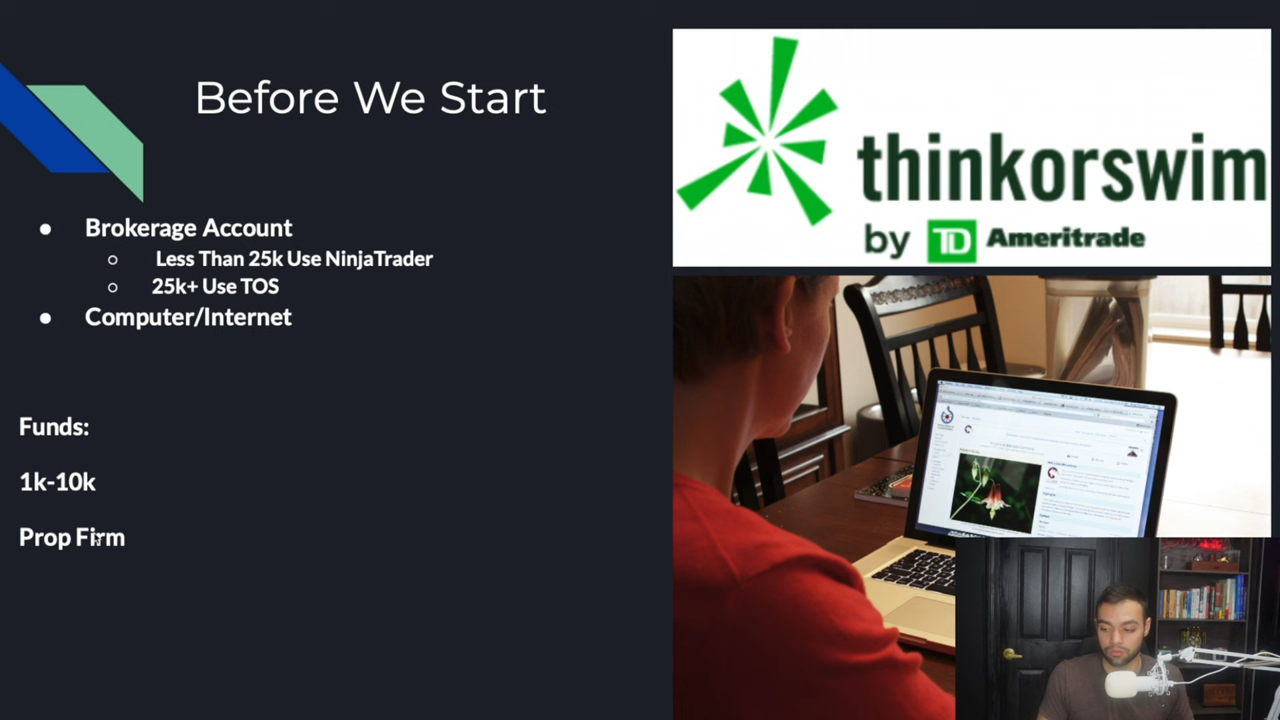 Before We Start
Brokerage Account
Less Than 25k Use NinjaTrader
25k+ Use TOS
Computer/Internet
Funds:
1k-10k
Prop Firm
thinkorswim
by TD Ameritrade